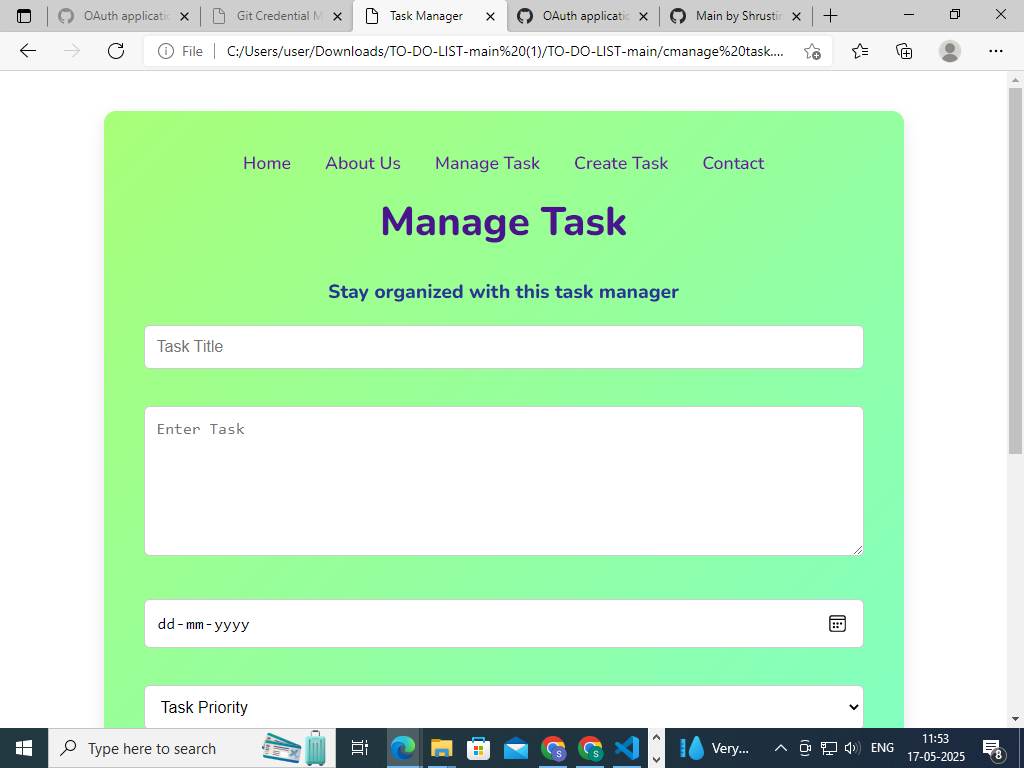 OAuth applicatio
Git Credential M
Task Manager
OAuth applicatio
Main by Shrustir
File
C:/Users/user/Downloads/TO-DO-LIST-main%20(1)/TO-DO-LIST-main/cmanage%20task....
Home About Us Manage Task Create Task Contact
Manage Task
Stay organized with this task manager
Task Title
Enter Task
dd-mm-yyyy
Task Priority
Type here to search
S
S
Very...
ENG
11:53
17-05-2025
8